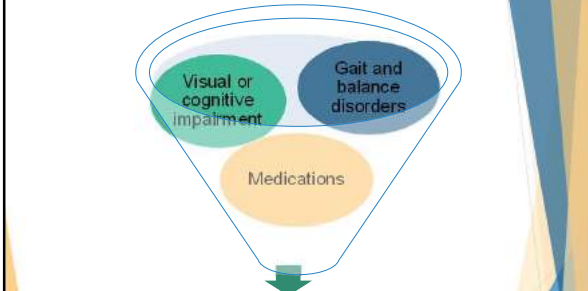 Visual or
cognitive
impairment
Gait and
balance
disorders
Medications